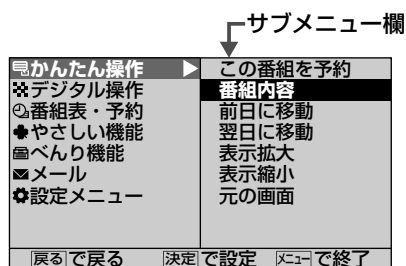 サブメニュー欄
かんたん操作
デジタル操作
番組表・予約
やさしい機能
べんり機能
メール
設定メニュー
この番組を予約
番組内容
前日に移動
翌日に移動
表示拡大
表示縮小
元の画面
戻るで戻る 決定で設定 メニューで終了